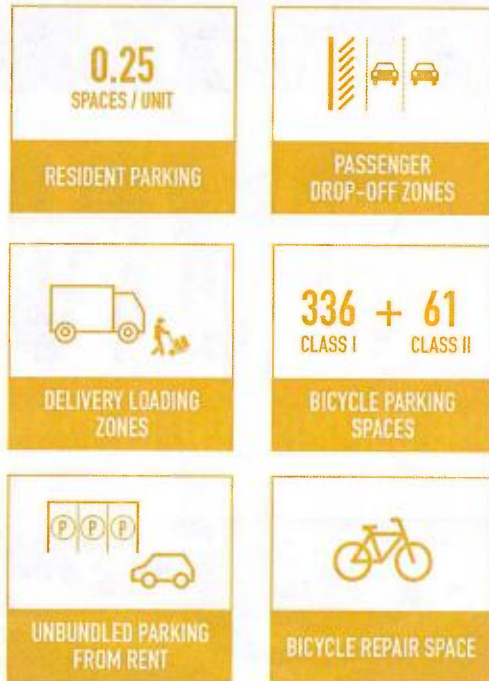 0.25
SPACES / UNIT
RESIDENT PARKING
PASSENGER
DROP-OFF ZONES
DELIVERY LOADING
ZONES
336 + 61
CLASS I CLASS II
BICYCLE PARKING
SPACES
P P P
UNBUNDLED PARKING
FROM RENT
BICYCLE REPAIR SPACE